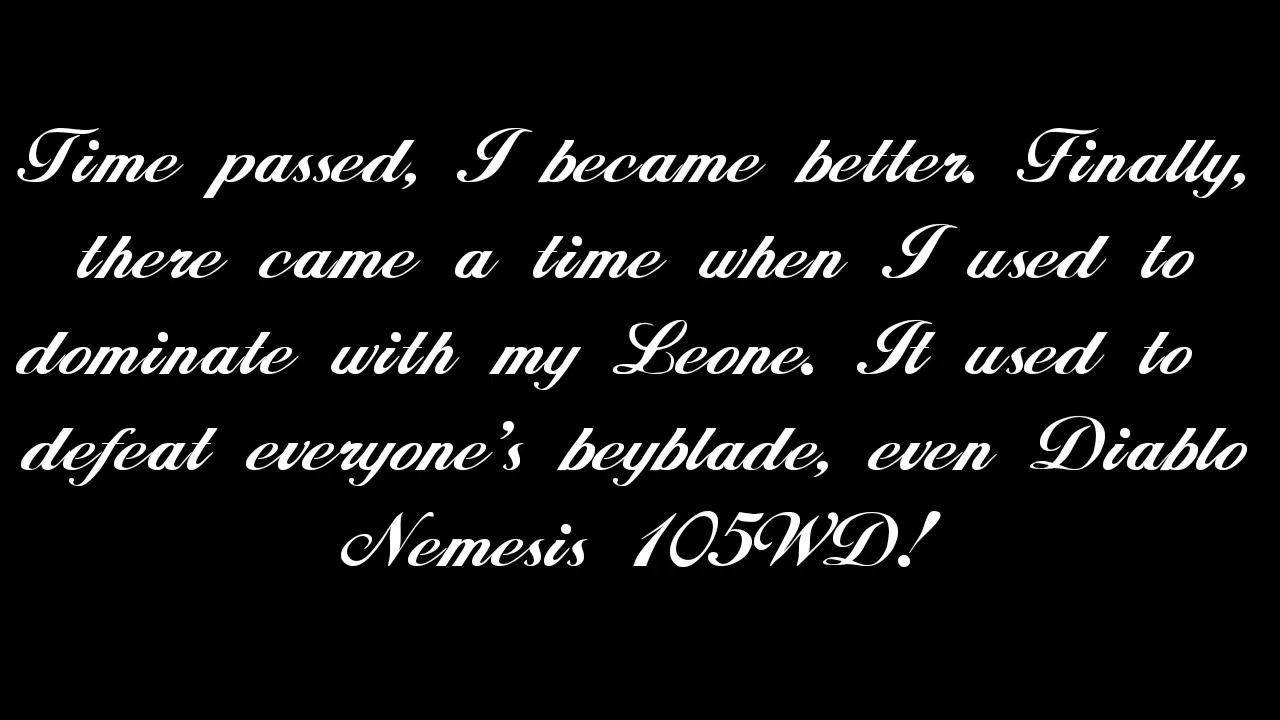 Time passed, I became better. Finally,
there came a time when I used to
dominate with my Leone. It used to
defeat everyone's beyblade, even Diablo
Nemesis 105WD!